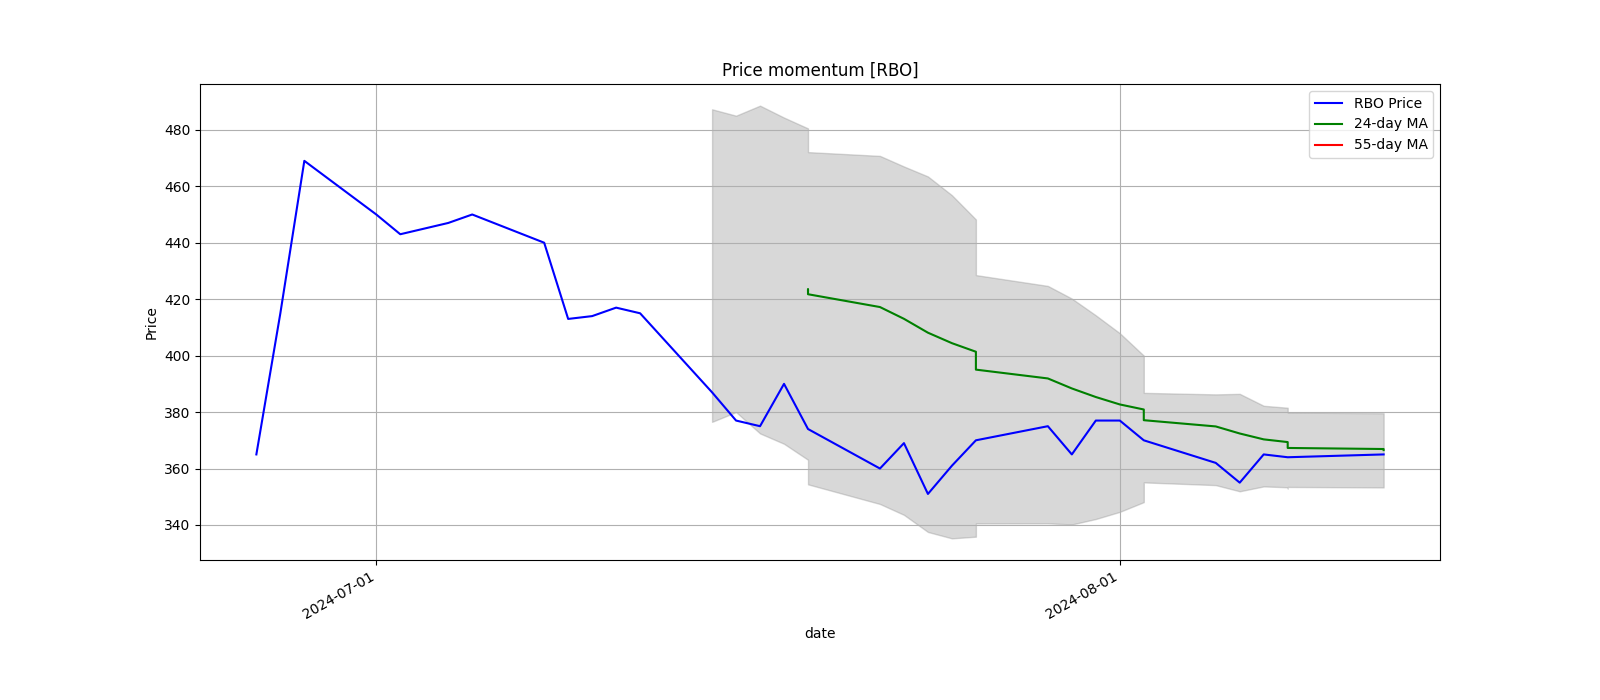 Price momentum [RBO]
RBO Price
24-day MA
55-day MA
480
460
440
420
400
380
360
340
Price
2024-07-01
2024-08-01
date